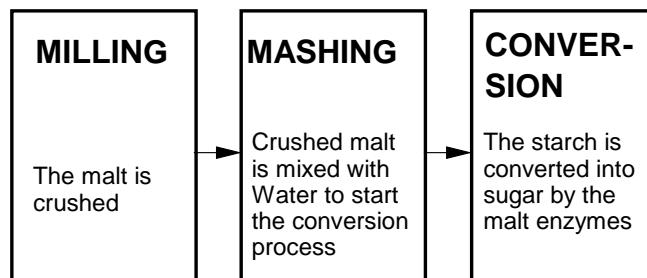 MILLING
The malt is
crushed
MASHING
Crushed malt
is mixed with
Water to start
the conversion
process
CONVER-
SION
The starch is
converted into
sugar by the
malt enzymes